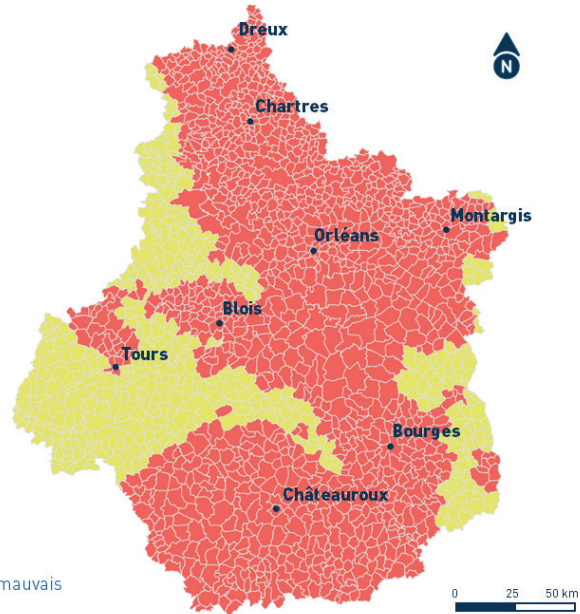 Dreux
N
Chartres
Montargis
Orléans
Blois
Tours
Bourges
Châteauroux
mauvais
0 25 50 km